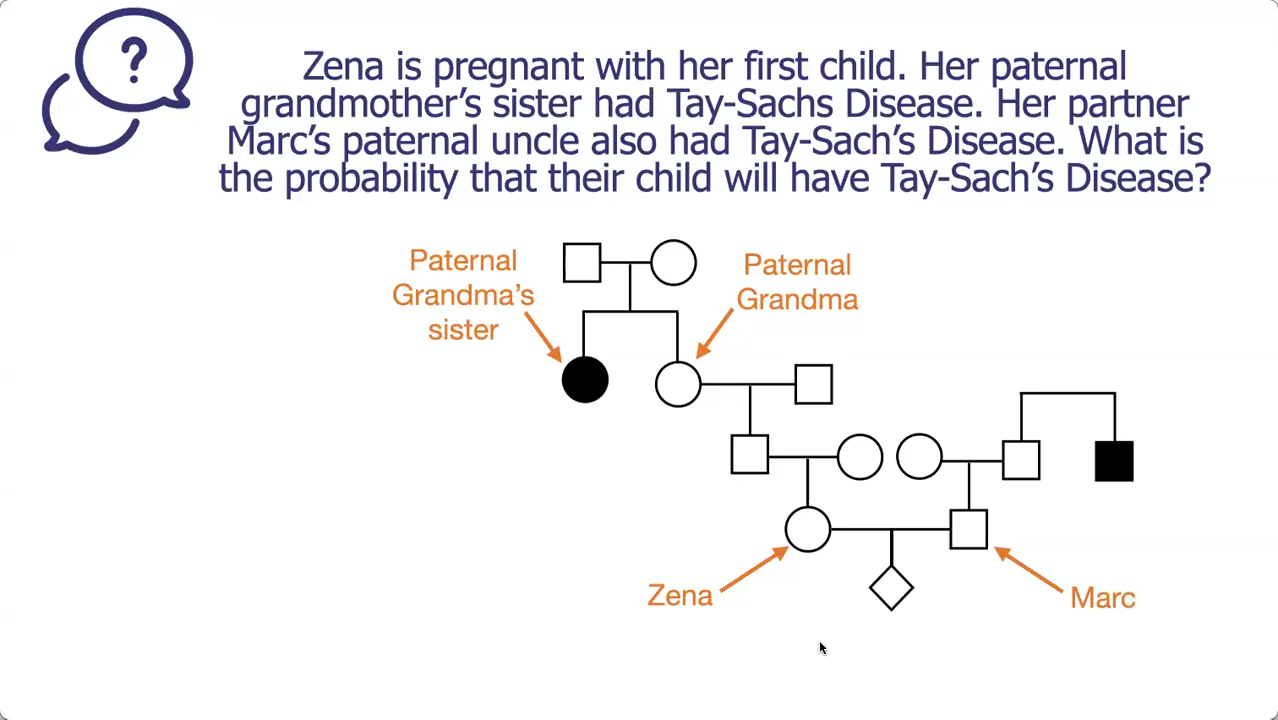 ?
Zena is pregnant with her first child. Her paternal
grandmother’s sister had Tay-Sachs Disease. Her partner
Marc’s paternal uncle also had Tay-Sach’s Disease. What is
the probability that their child will have Tay-Sach’s Disease?
Paternal
Grandma’s
sister
Paternal
Grandma
Zena
Marc